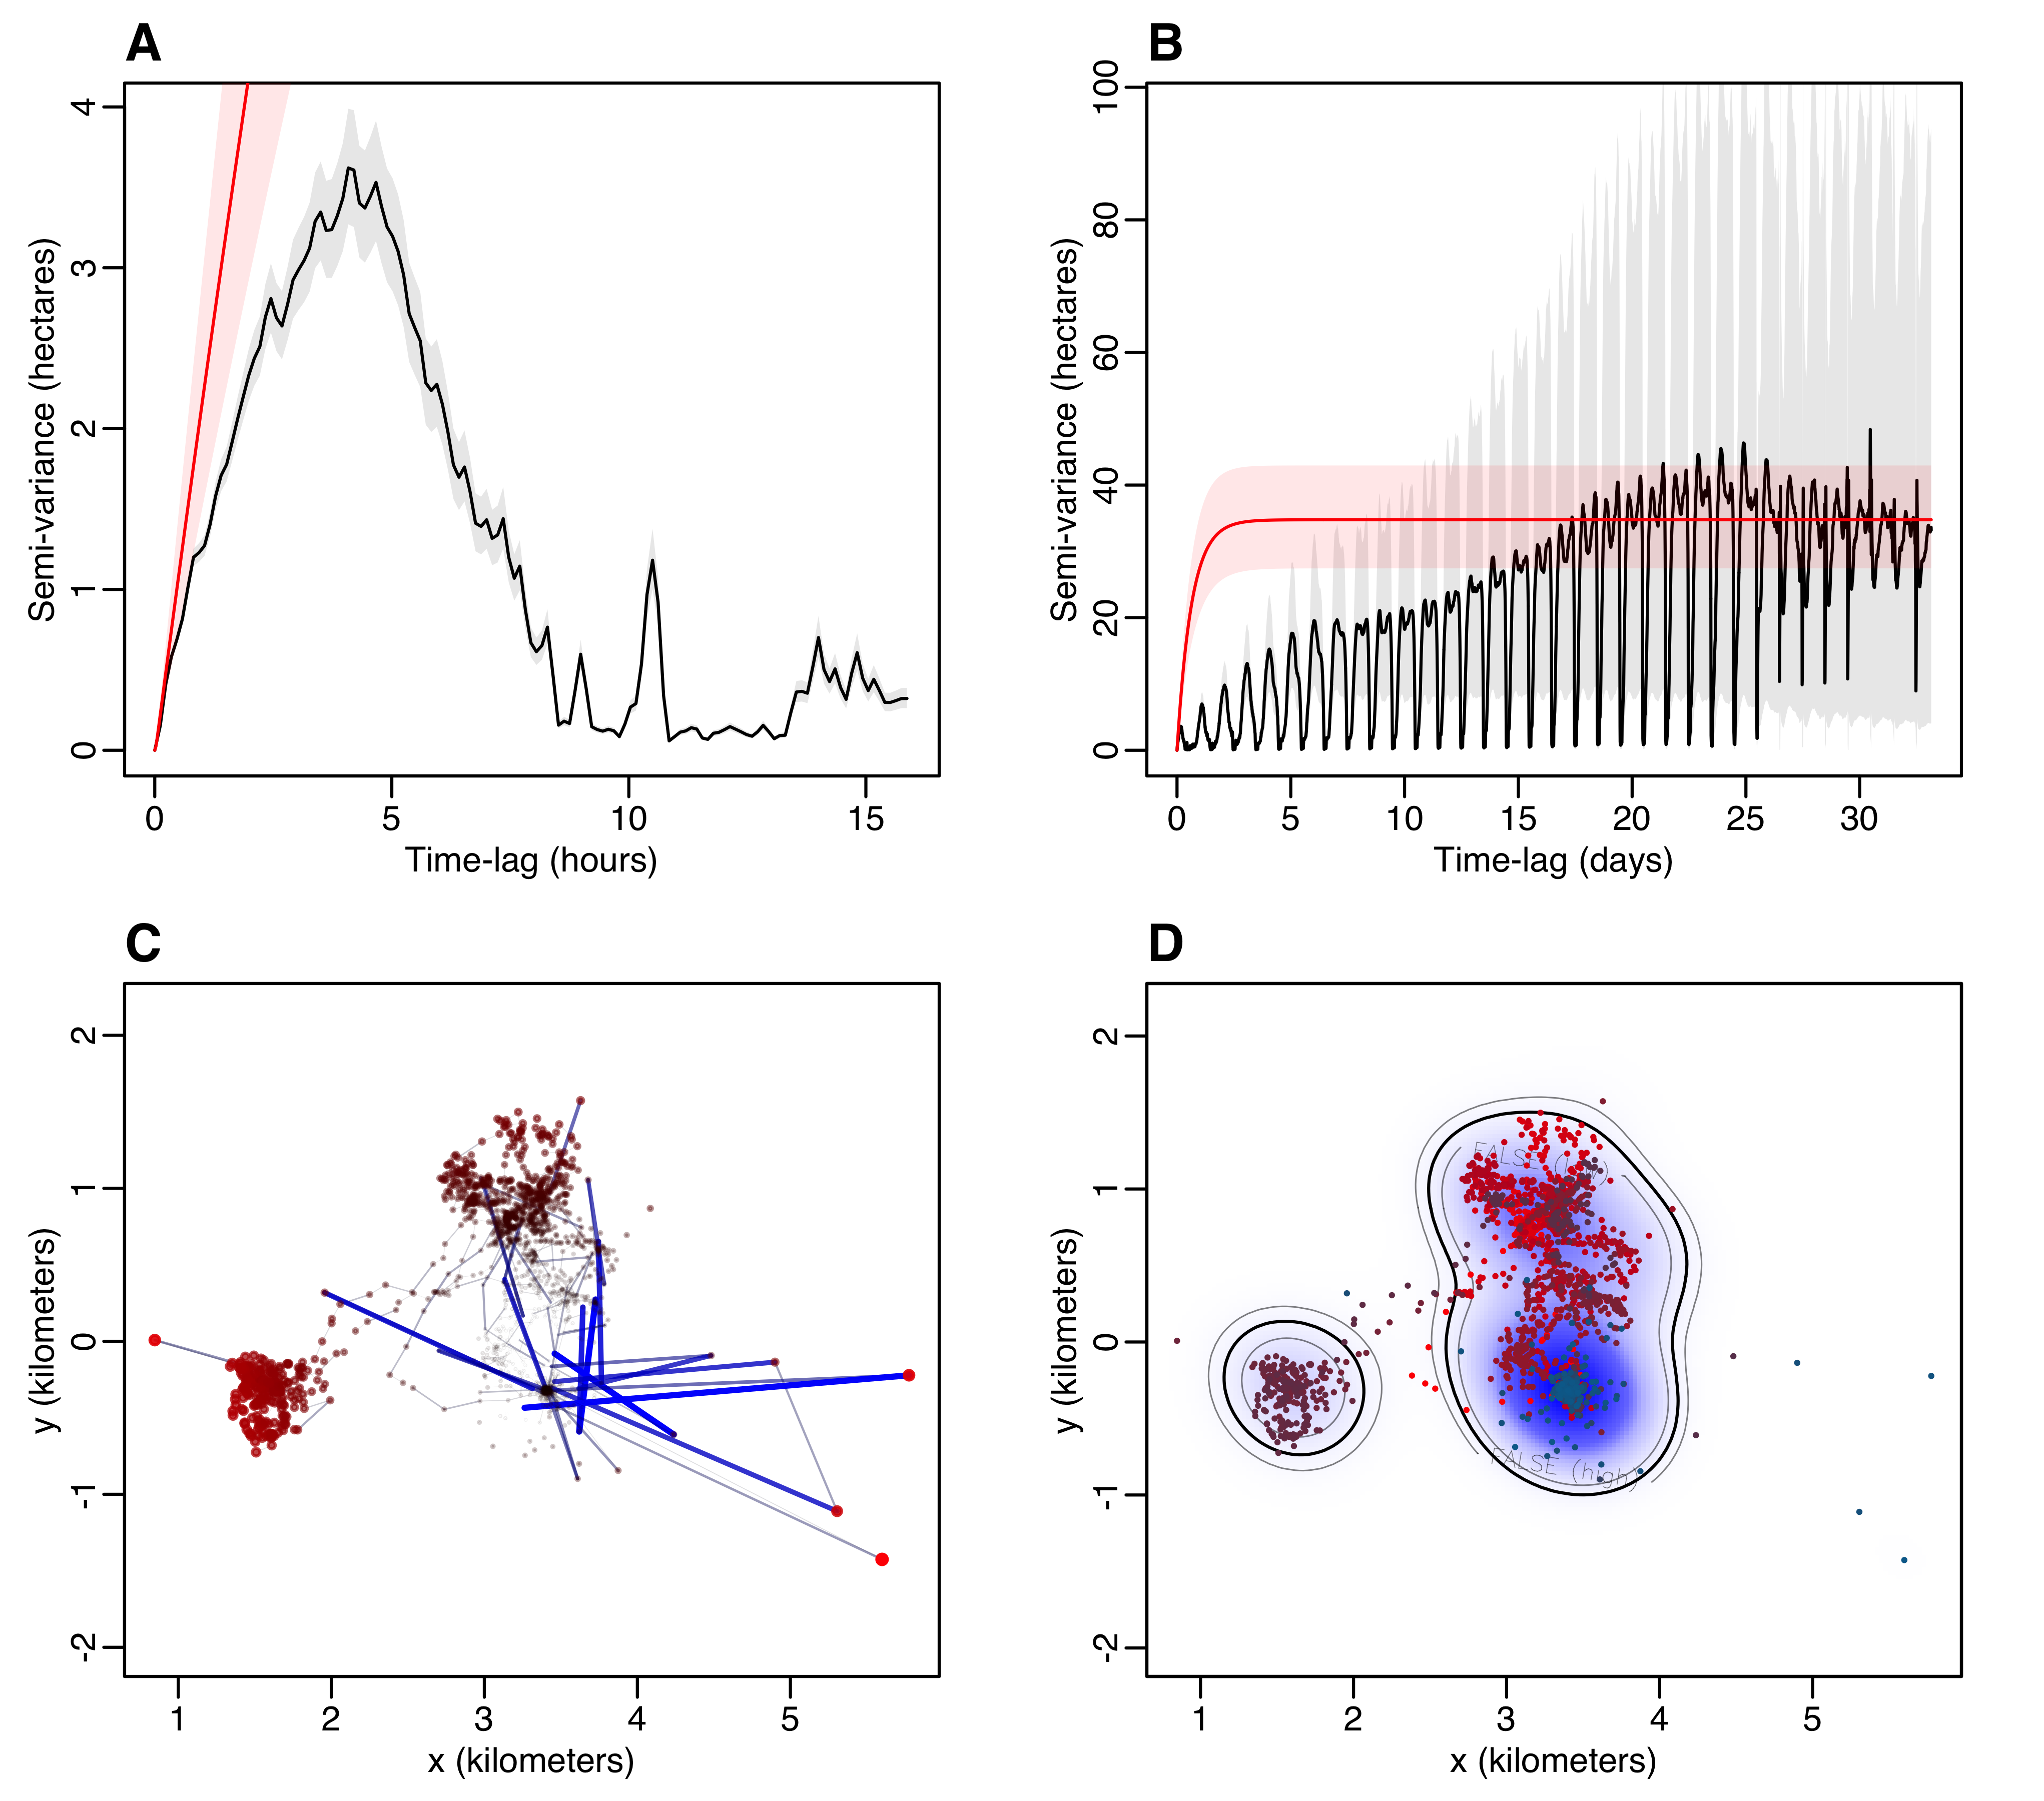 A
4
3
2
1
0
Semi-variance (hectares)
0 5 10 15
Time-lag (hours)
B
100
80
60
40
20
0
Semi-variance (hectares)
0 5 10 15 20 25 30
Time-lag (days)
C
2
1
0
-1
-2
y (kilometers)
1 2 3 4 5
x (kilometers)
D
2
1
0
-1
-2
y (kilometers)
FALSE
FALSE (high)
1 2 3 4 5
x (kilometers)